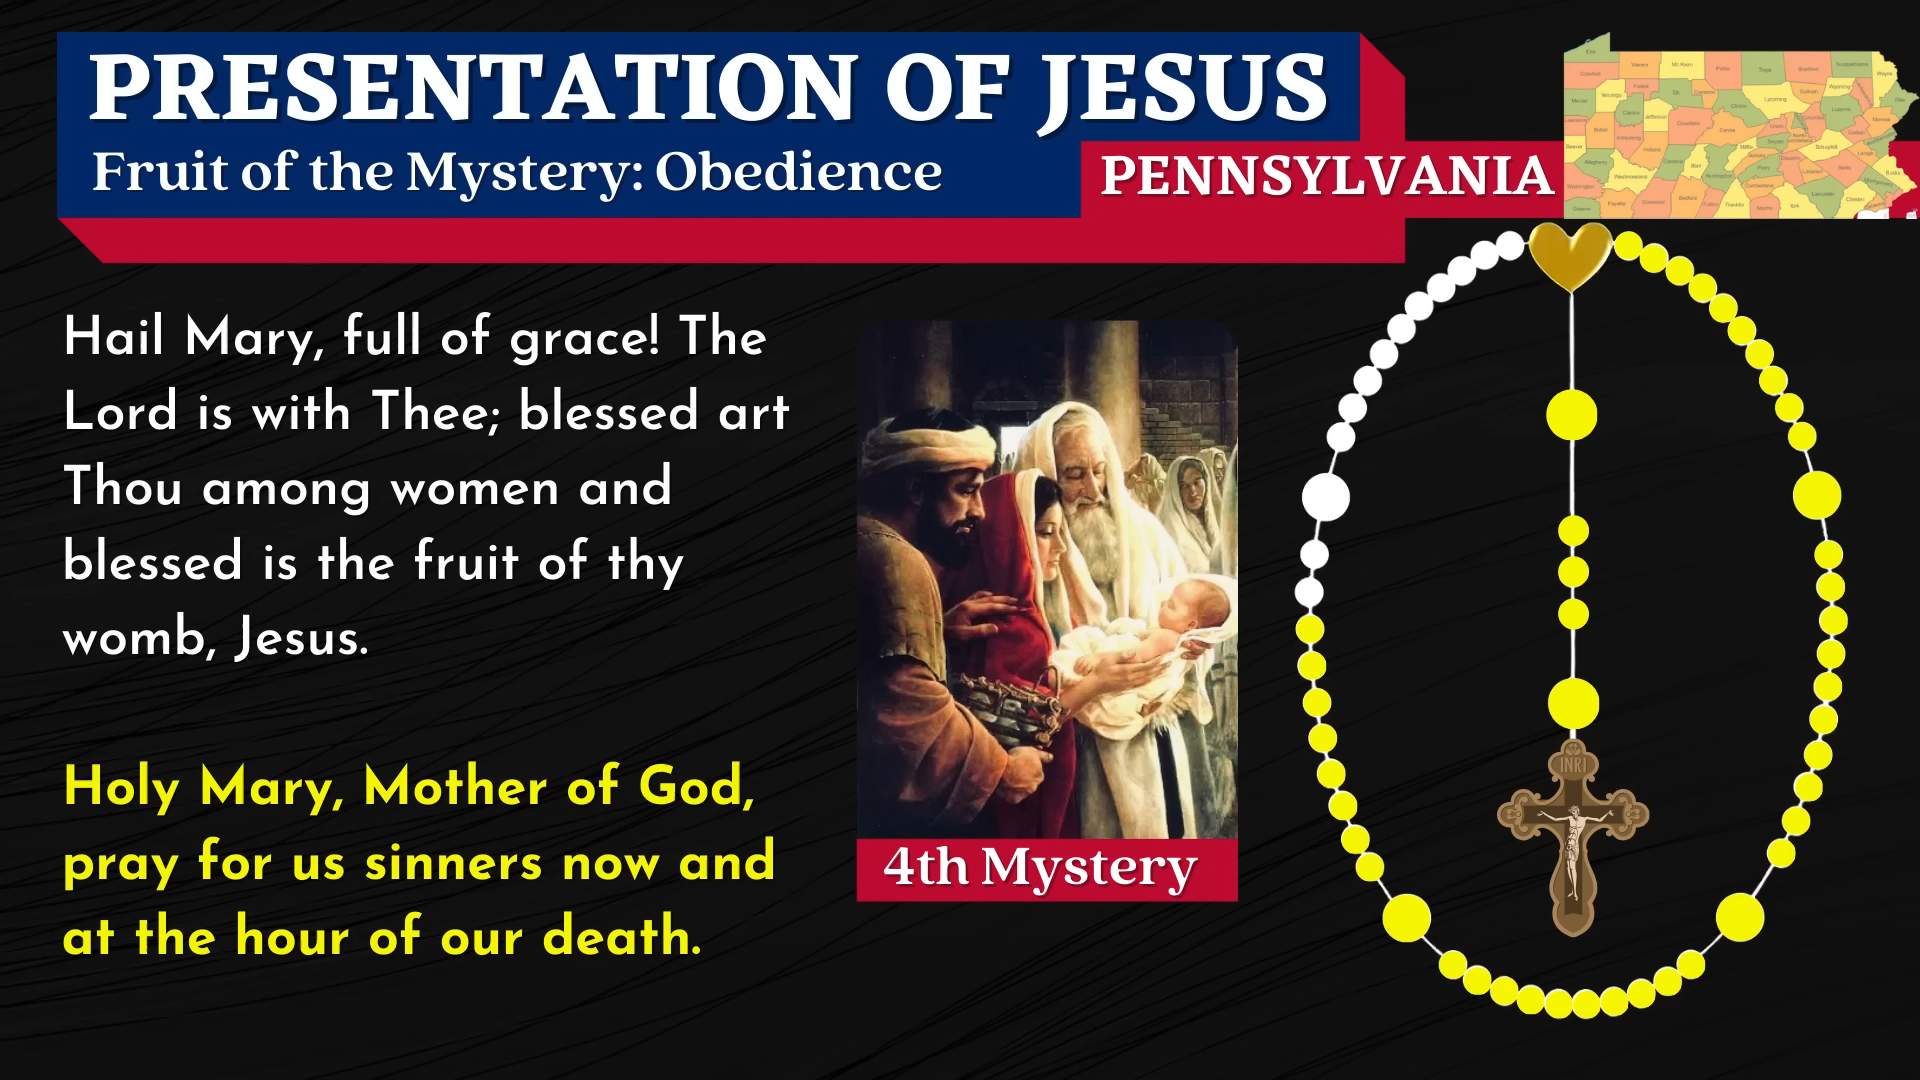 PRESENTATION OF JESUS
Fruit of the Mystery: Obedience
PENNSYLVANIA
Hail Mary, full of grace! The
Lord is with Thee; blessed art
Thou among women and
blessed is the fruit of thy
womb, Jesus.
Holy Mary, Mother of God,
pray for us sinners now and
at the hour of our death.
4th Mystery
INRI